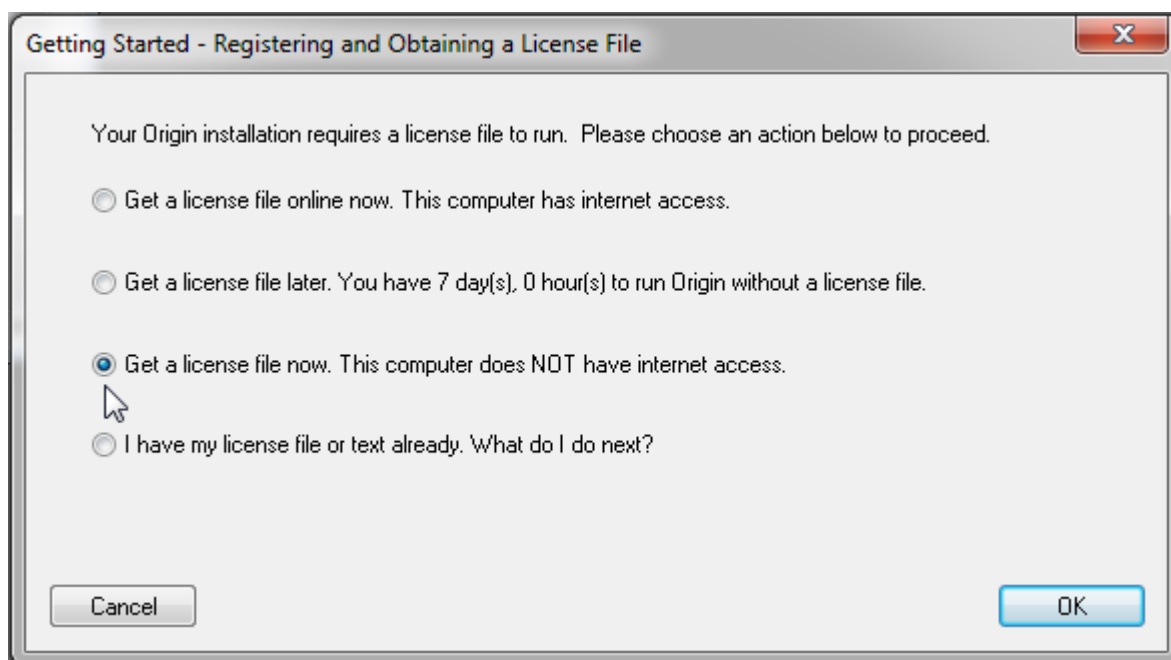 Getting Started - Registering and Obtaining a License File
Your Origin installation requires a license file to run.  Please choose an action below to proceed.
Get a license file online now. This computer has internet access.
Get a license file later. You have 7 day(s), 0 hour(s) to run Origin without a license file.
Get a license file now. This computer does NOT have internet access.
I have my license file or text already. What do I do next?
Cancel
OK